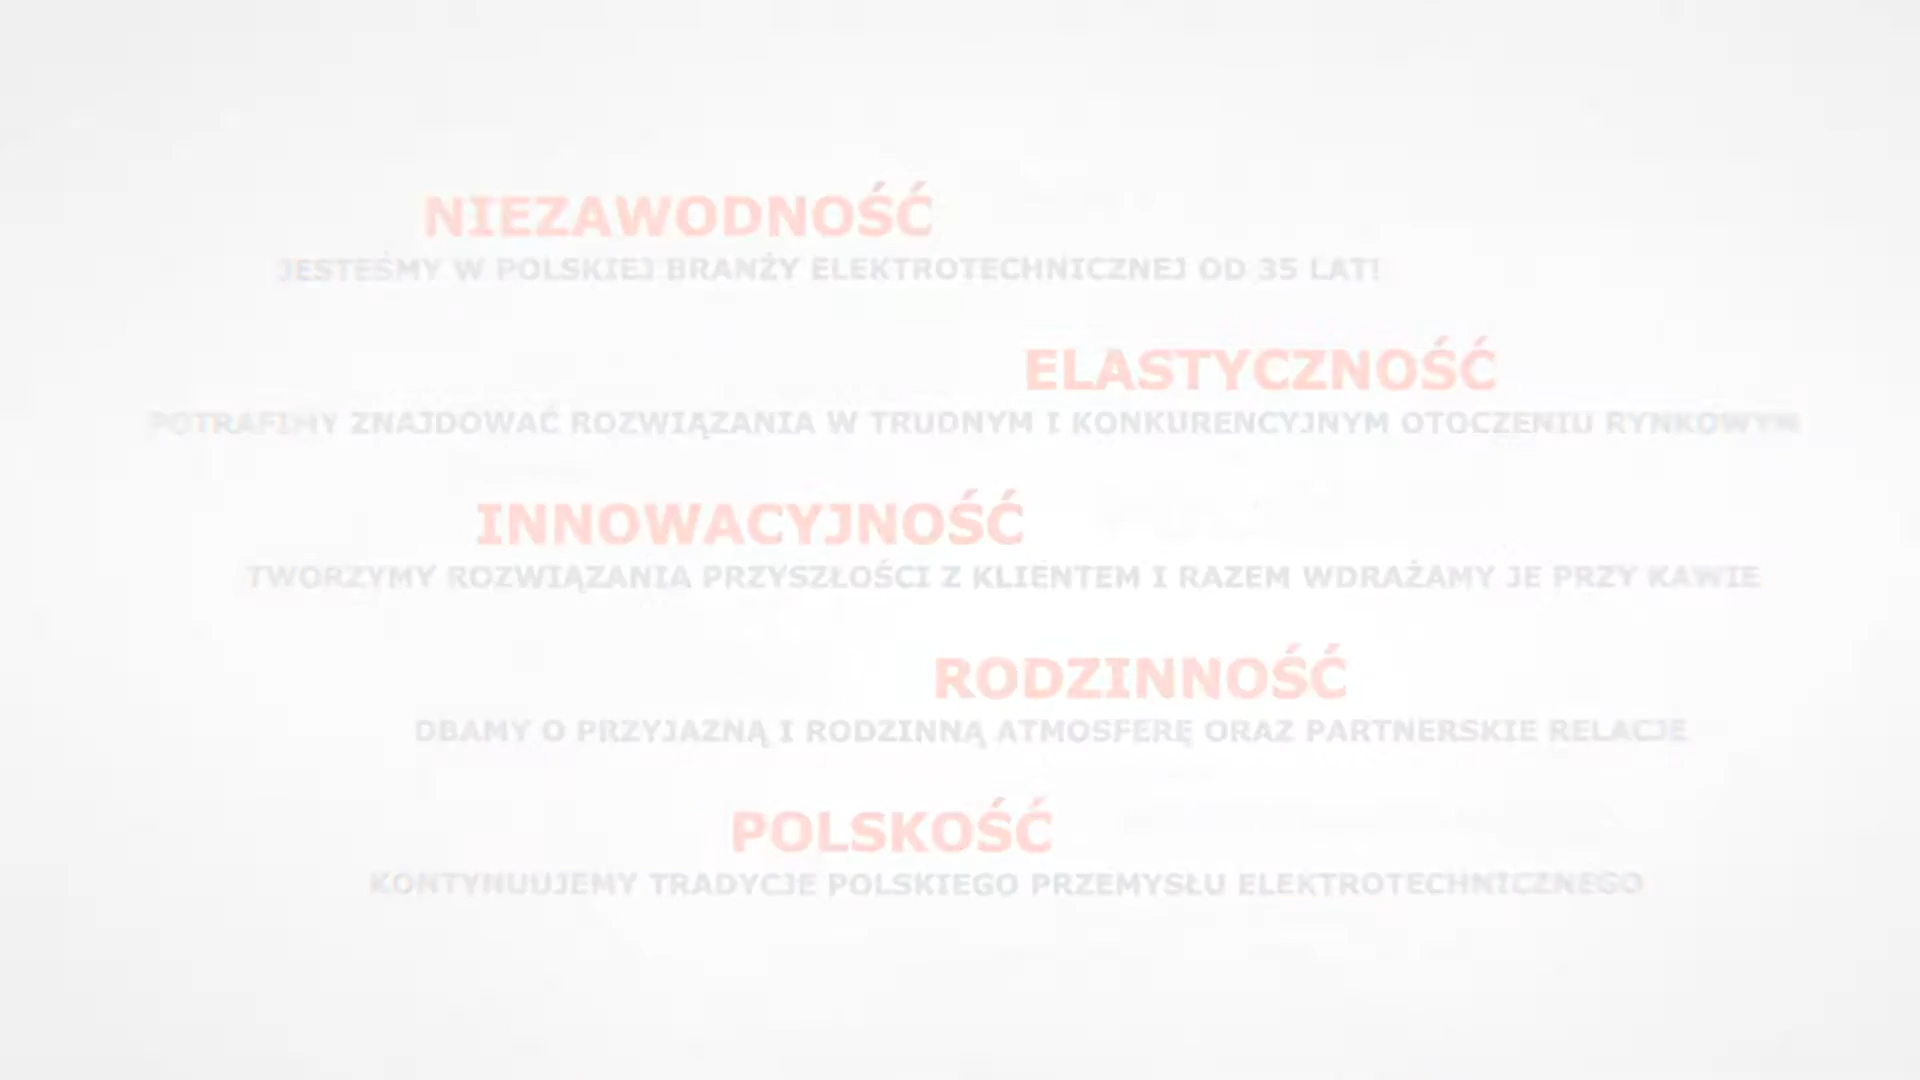 NIEZAWODNOŚĆ
JESTEŚMY W POLSKIEJ BRANŻY ELEKTROTECHNICZNEJ OD 35 LAT!
ELASTYCZNOŚĆ
POTRAFIMY ZNAJDOWAĆ ROZWIĄZANIA W TRUDNYM I KONKURENCYJNYM OTOCZENIU RYNKOWYM
INNOWACYJNOŚĆ
TWORZYMY ROZWIĄZANIA PRZYSZŁOŚCI Z KLIENTEM I RAZEM WDRAŻAMY JE PRZY KAWIE
RODZINNOŚĆ
DBAMY O PRZYJAZNĄ I RODZINNĄ ATMOSFERĘ ORAZ PARTNERSKIE RELACJE
POLSKOŚĆ
KONTYNUUJEMY TRADYCJE POLSKIEGO PRZEMYSŁU ELEKTROTECHNICZNEGO